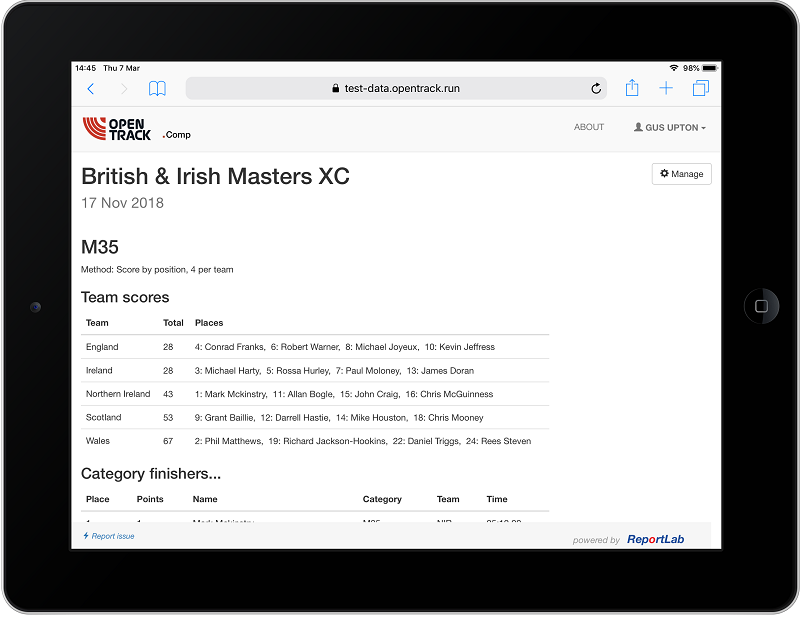 14:45 Thu 7 Mar 98%
test-data.opentrack.run
OPEN TRACK .Comp ABOUT GUS UPTON
British & Irish Masters XC Manage
17 Nov 2018
M35
Method: Score by position, 4 per team
Team scores
Team Total Places
England 28 4: Conrad Franks, 6: Robert Warner, 8: Michael Joyeux, 10: Kevin Jeffress
Ireland 28 3: Michael Harty, 5: Rossa Hurley, 7: Paul Moloney, 13: James Doran
Northern Ireland 43 1: Mark Mckinstry, 11: Allan Bogle, 15: John Craig, 16: Chris McGuinness
Scotland 53 9: Grant Baillie, 12: Darrell Hastie, 14: Mike Houston, 18: Chris Mooney
Wales 67 2: Phil Matthews, 19: Richard Jackson-Hookins, 22: Daniel Triggs, 24: Rees Steven
Category finishers...
Place Points Name Category Team Time
Report issue powered by ReportLab